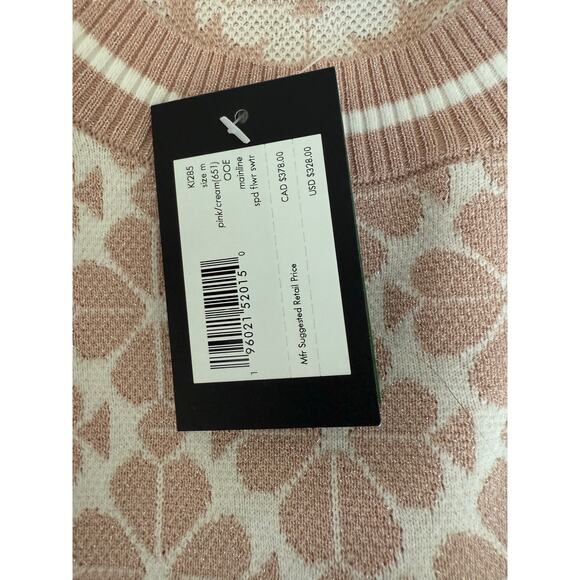 KI285
size m
pink/cream(651)
OOE
mainline
spd flwr swtr
CAD $378.00
USD $328.00
Mfr Suggested Retail Price
1 96021 52015 0